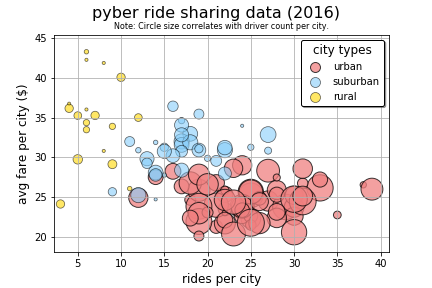 pyber ride sharing data (2016)
Note: Circle size correlates with driver count per city.
45
40
35
30
25
20
avg fare per city ($)
city types
urban
suburban
rural
5 10 15 20 25 30 35 40
rides per city